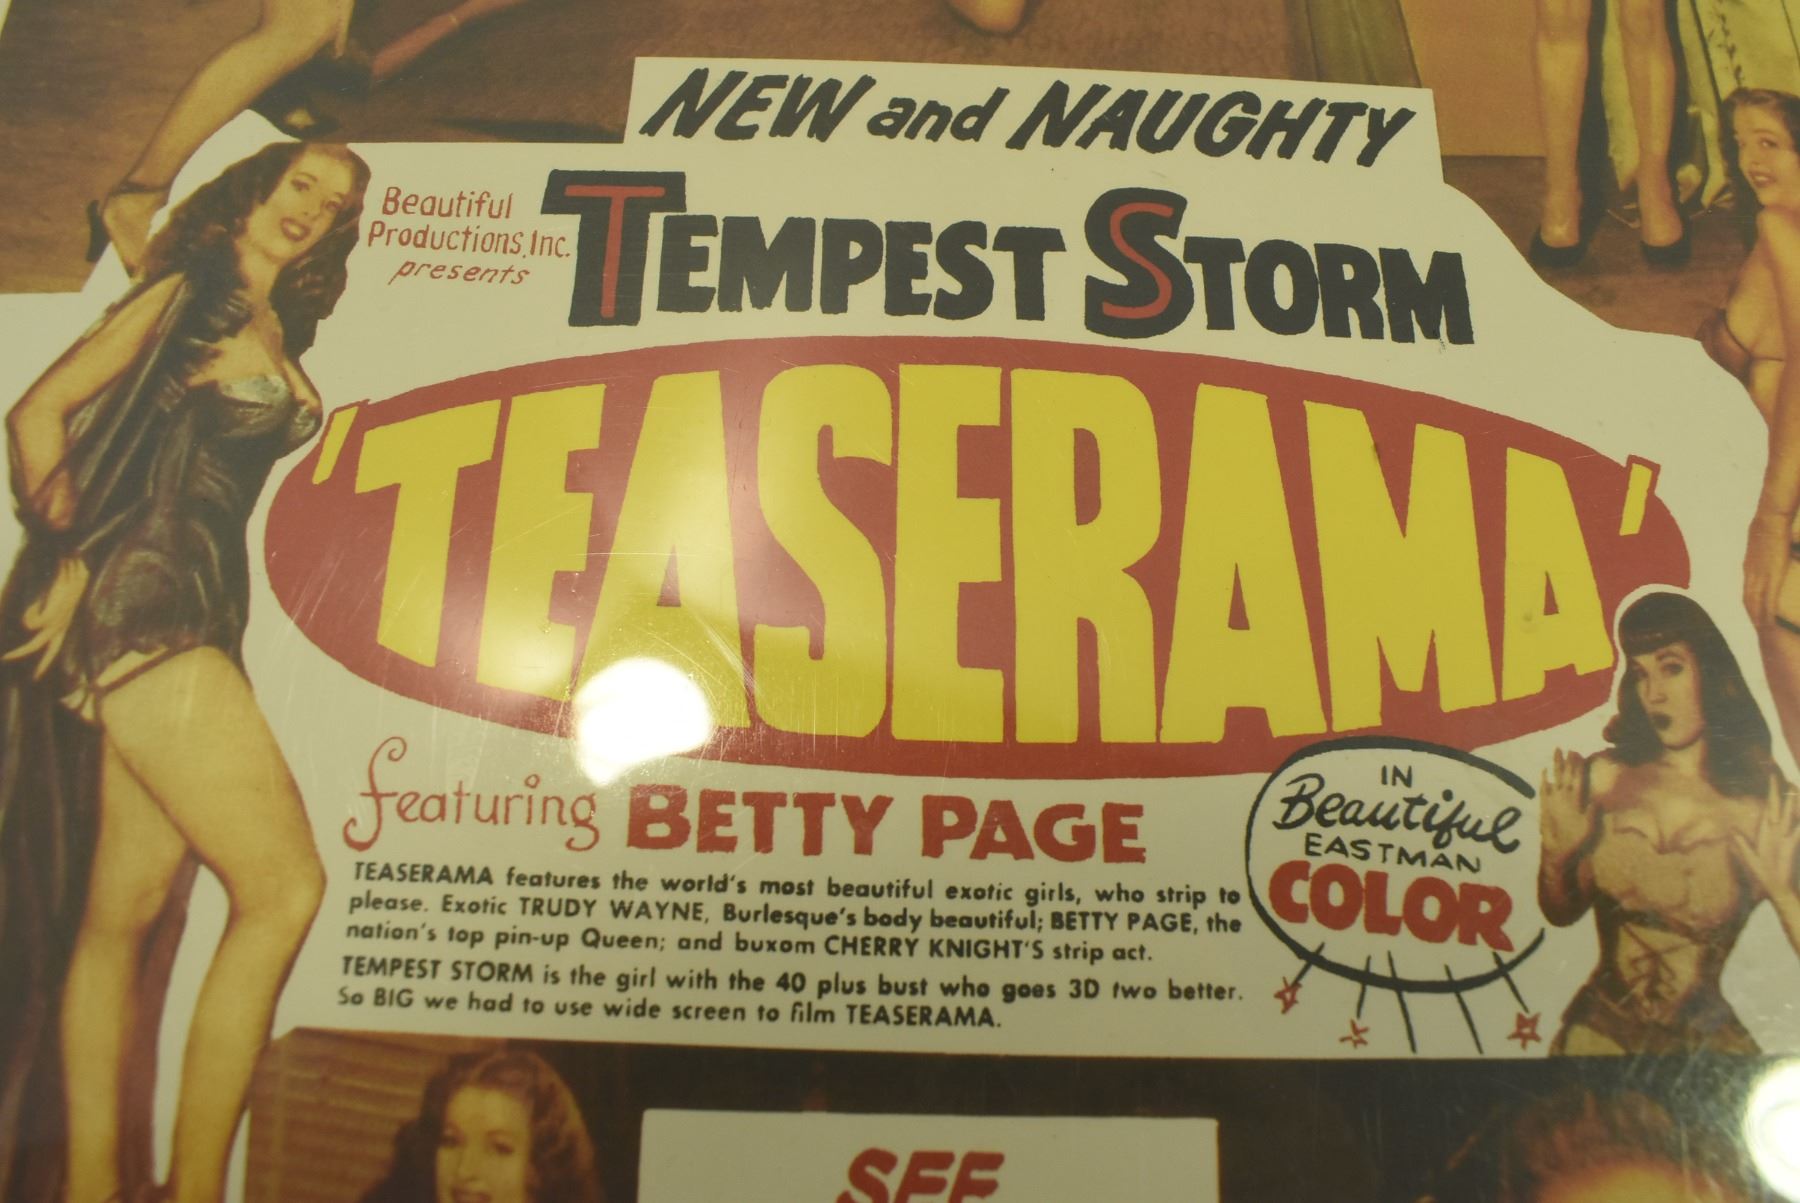 NEW and NAUGHTY
Beautiful
Productions, Inc.
presents
TEMPEST STORM
'TEASERAMA'
featuring BETTY PAGE
IN
Beautiful
EASTMAN
COLOR
TEASERAMA features the world's most beautiful exotic girls, who strip to
please. Exotic TRUDY WAYNE, Burlesque's body beautiful; BETTY PAGE, the
nation's top pin-up Queen; and buxom CHERRY KNIGHT'S strip act.
TEMPEST STORM is the girl with the 40 plus bust who goes 3D two better.
So BIG we had to use wide screen to film TEASERAMA.
SEE